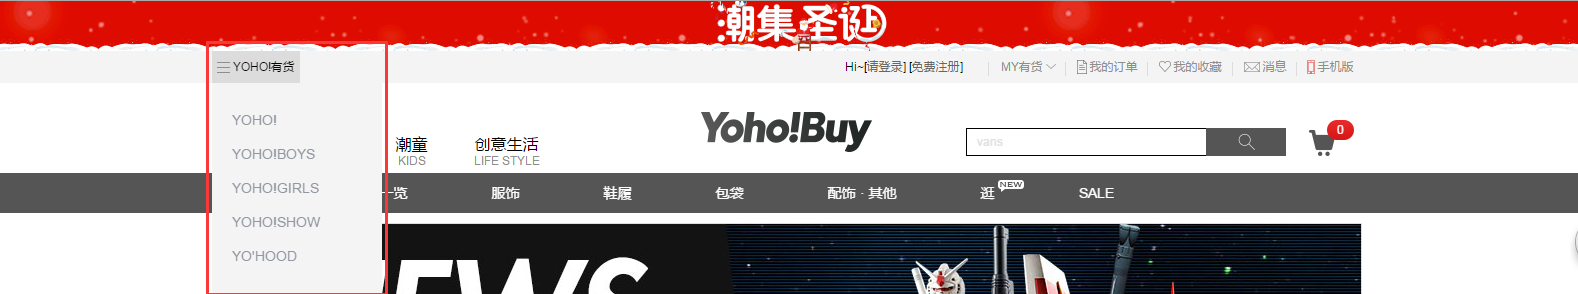 潮集圣诞
YOHO!有货
Hi~[请登录] [免费注册]
MY有货
我的订单
我的收藏
消息
手机版
YOHO!
YOHO!BOYS
YOHO!GIRLS
YOHO!SHOW
YO'HOOD
潮童
KIDS
创意生活
LIFE STYLE
Yoho!Buy
vans
0
一览
服饰
鞋履
包袋
配饰 · 其他
逛
NEW
SALE
EWS